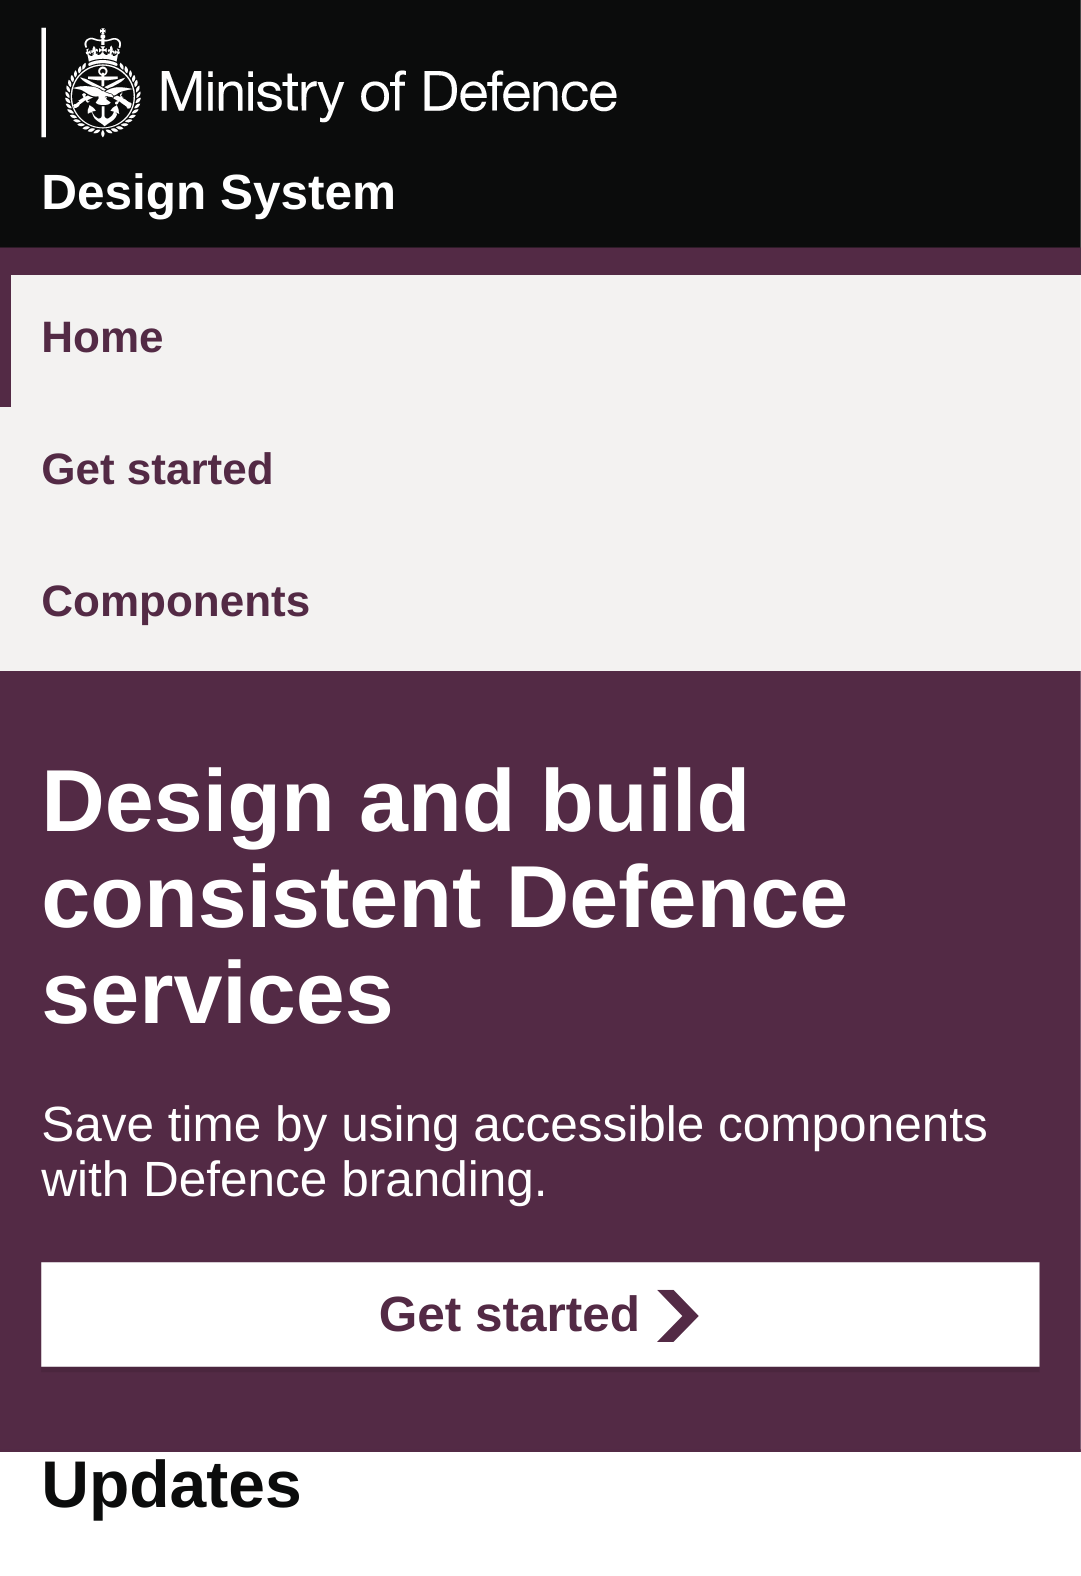 Ministry of Defence
Design System
Home
Get started
Components
Design and build
consistent Defence
services
Save time by using accessible components
with Defence branding.
Get started
Updates